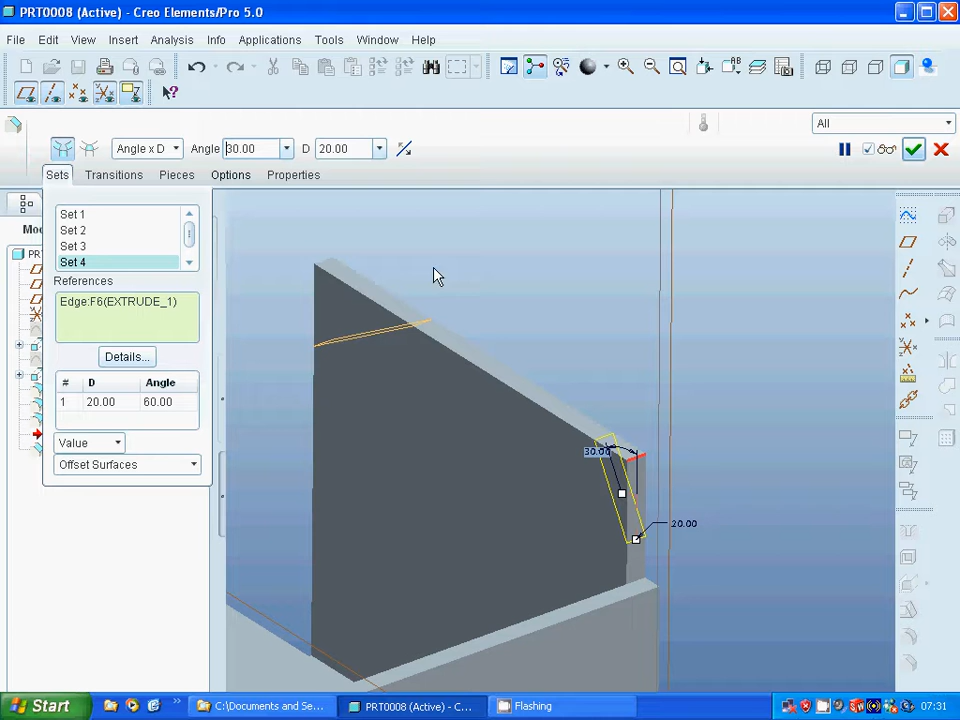 PRT0008 (Active) - Creo Elements/Pro 5.0
File Edit View Insert Analysis Info Applications Tools Window Help
All
Angle x D Angle 30.00 D 20.00
Sets Transitions Pieces Options Properties
Set 1
Set 2
Set 3
Set 4
References
Edge:F6(EXTRUDE_1)
Details...
# D Angle
1 20.00 60.00
Value
Offset Surfaces
Mo
PR
30.00
20.00
Start C:\Documents and Se... PRT0008 (Active) - C... Flashing 07:31